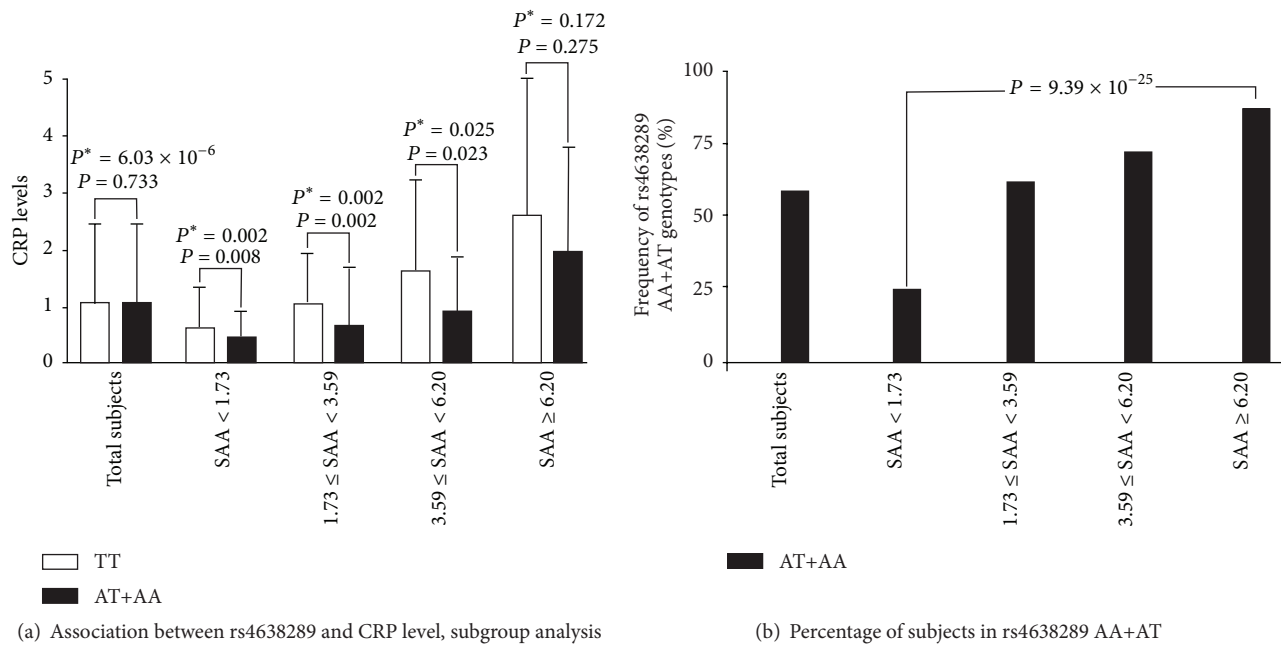 P* = 0.172
P = 0.275
5
P* = 0.025
P = 0.023
4
P* = 6.03 × 10⁻⁶
P = 0.733
P* = 0.002
P = 0.002
3
P* = 0.002
P = 0.008
2
1
0
CRP levels
Total subjects
SAA < 1.73
1.73 ≤ SAA < 3.59
3.59 ≤ SAA < 6.20
SAA ≥ 6.20
TT
AT+AA
(a) Association between rs4638289 and CRP level, subgroup analysis
100
P = 9.39 × 10⁻²⁵
75
50
25
0
Frequency of rs4638289
AA+AT genotypes (%)
Total subjects
SAA < 1.73
1.73 ≤ SAA < 3.59
3.59 ≤ SAA < 6.20
SAA ≥ 6.20
AT+AA
(b) Percentage of subjects in rs4638289 AA+AT